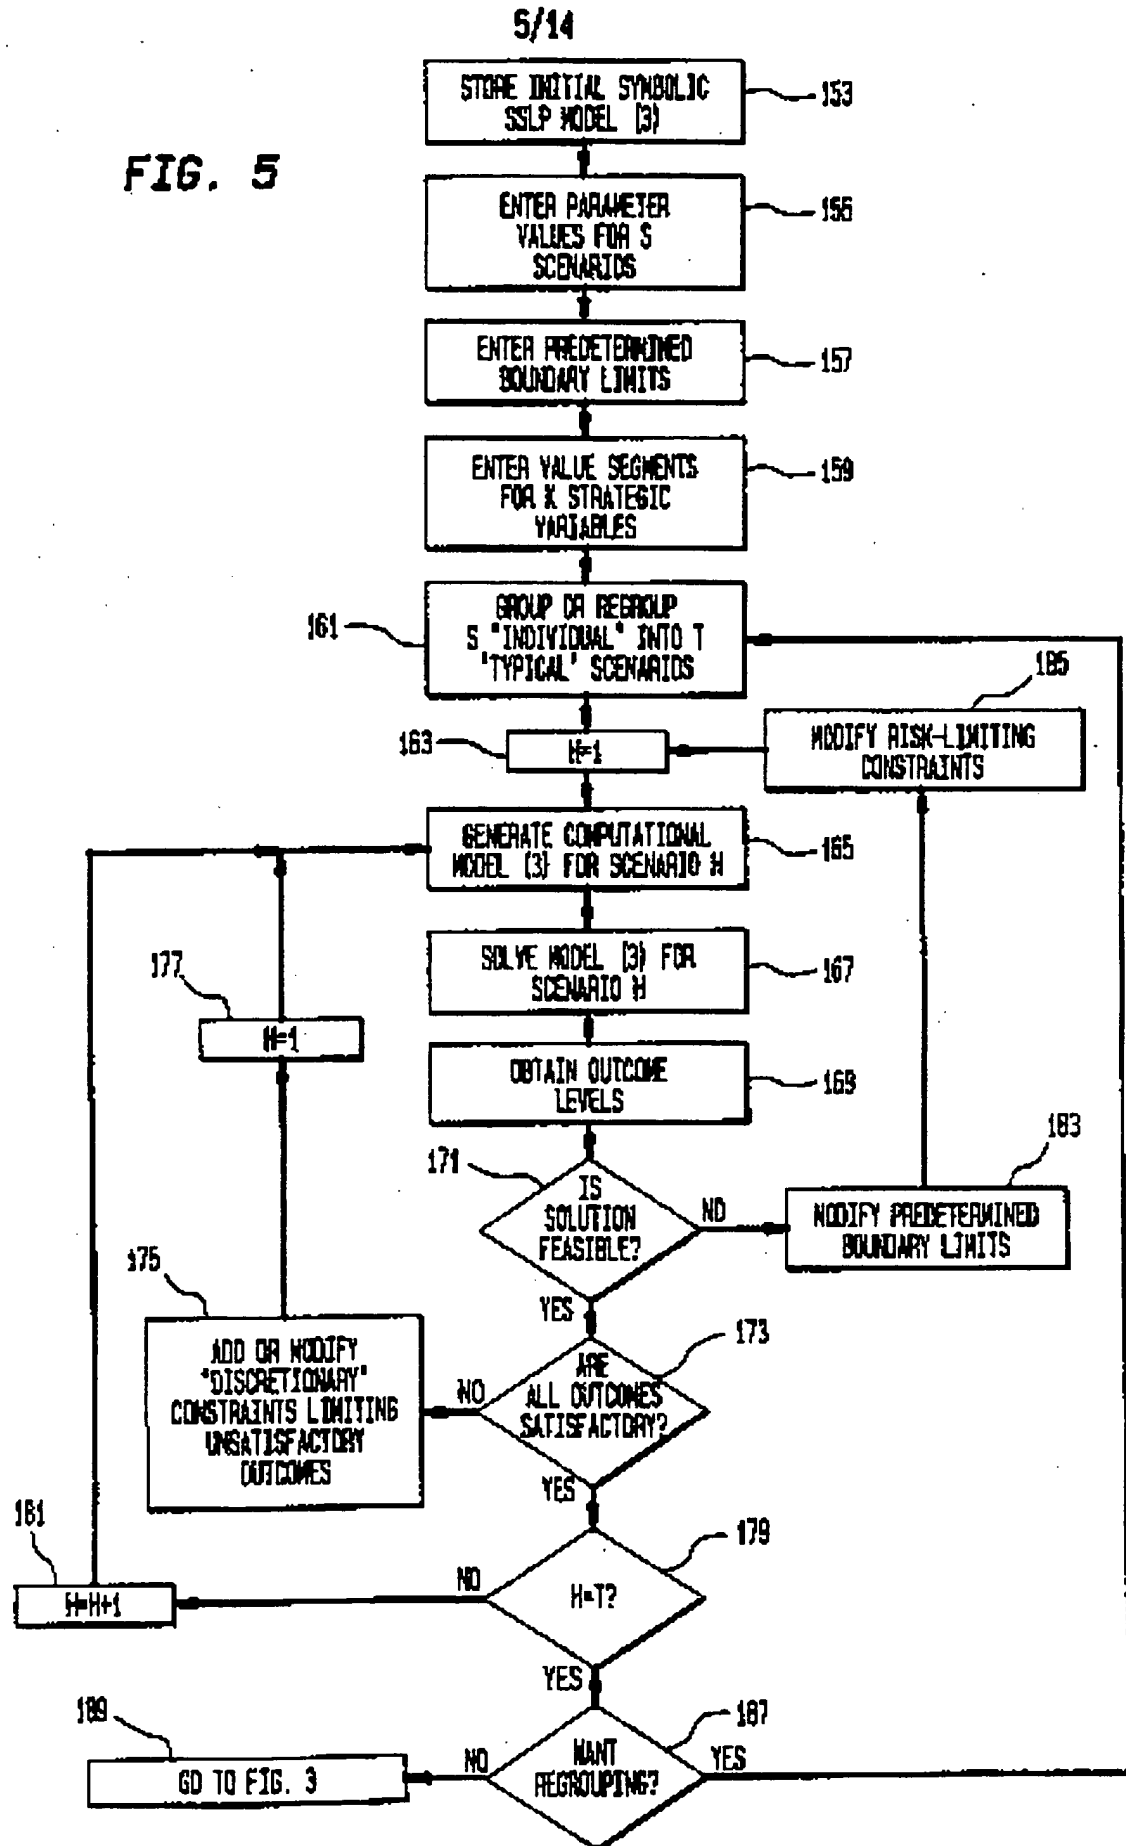 5/14
FIG. 5
STORE INITIAL SYMBOLIC
SSLP MODEL (3)
153
ENTER PARAMETER
VALUES FOR S
SCENARIOS
155
ENTER PREDETERMINED
BOUNDARY LIMITS
157
ENTER VALUE SEGMENTS
FOR K STRATEGIC
VARIABLES
159
161
GROUP OR REGROUP
S "INDIVIDUAL" INTO T
"TYPICAL" SCENARIOS
185
163
H=1
MODIFY RISK-LIMITING
CONSTRAINTS
GENERATE COMPUTATIONAL
MODEL (3) FOR SCENARIO H
165
177
SOLVE MODEL (3) FOR
SCENARIO H
167
H=1
OBTAIN OUTCOME
LEVELS
169
171
IS
SOLUTION
FEASIBLE?
NO
183
MODIFY PREDETERMINED
BOUNDARY LIMITS
175
YES
ADD OR MODIFY
"DISCRETIONARY"
CONSTRAINTS LIMITING
UNSATISFACTORY
OUTCOMES
NO
ARE
ALL OUTCOMES
SATISFACTORY?
173
YES
181
H=H+1
NO
H=T?
179
YES
189
GO TO FIG. 3
NO
WANT
REGROUPING?
187
YES